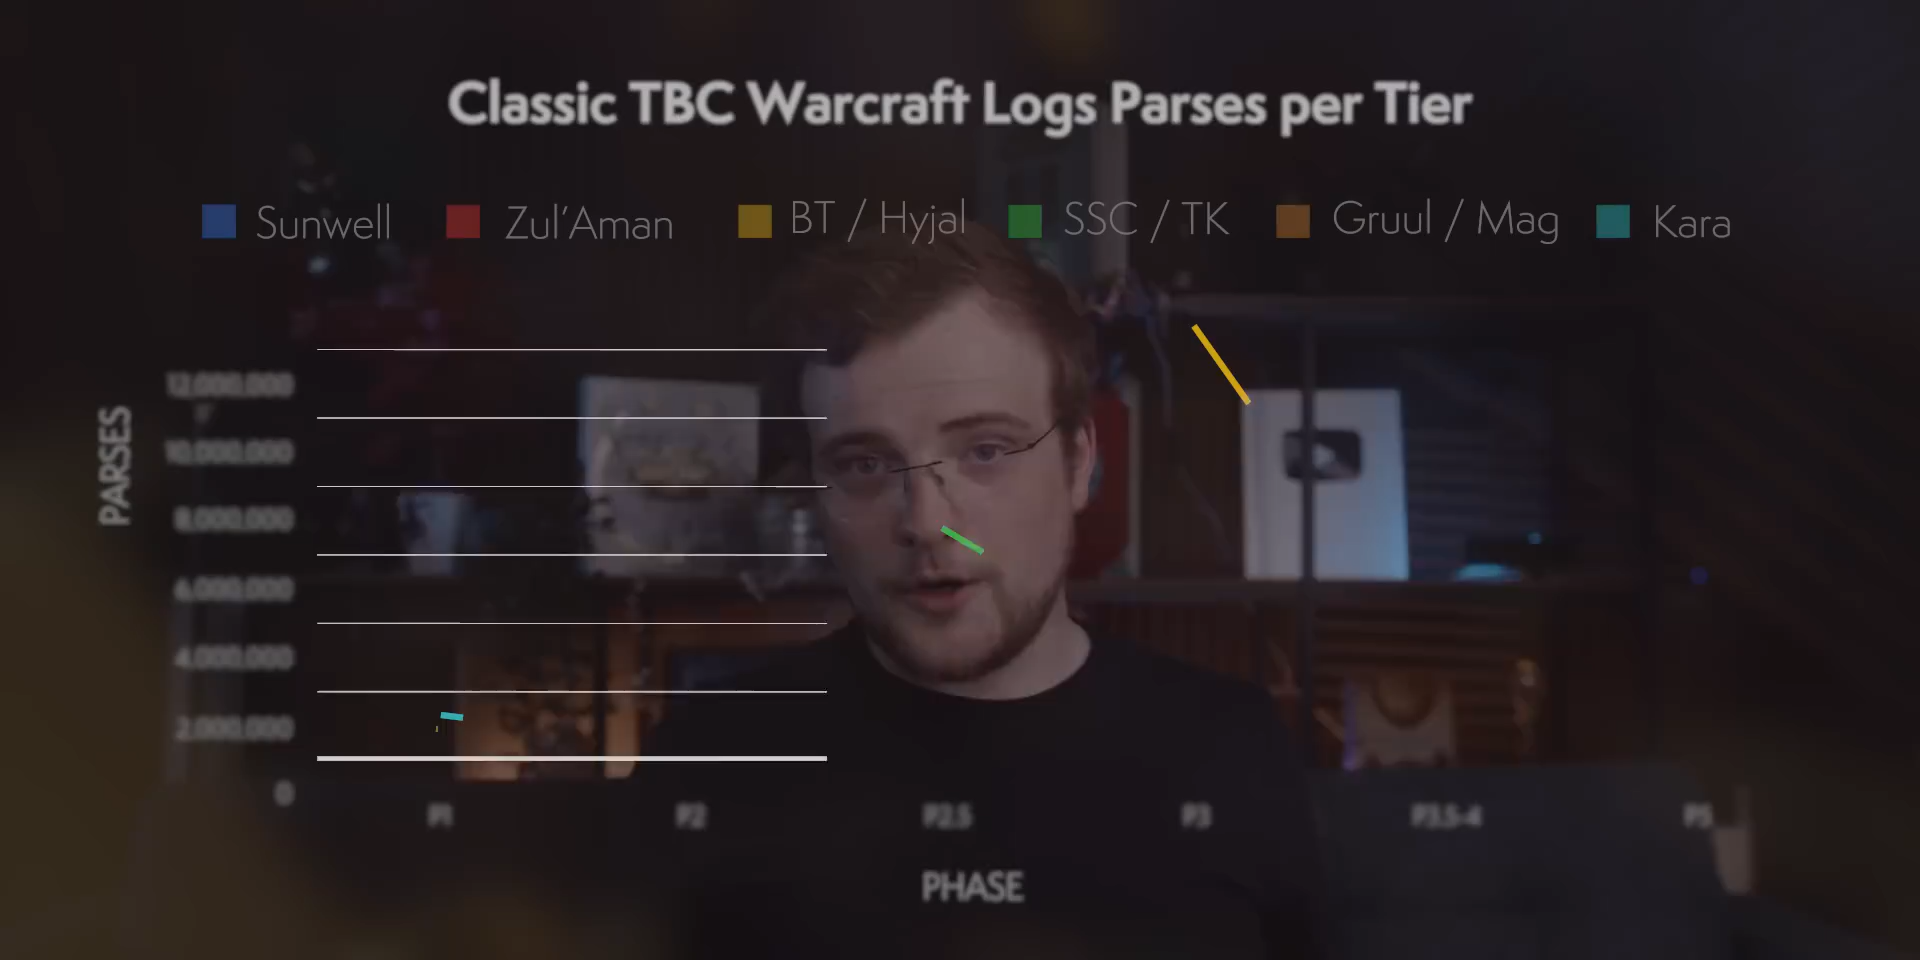 Classic TBC Warcraft Logs Parses per Tier
Sunwell Zul'Aman BT / Hyjal SSC / TK Gruul / Mag Kara
PARSES
12,000,000
10,000,000
8,000,000
6,000,000
4,000,000
2,000,000
0
P1 P2 P2.5 P3 P3.5-4 P5
PHASE